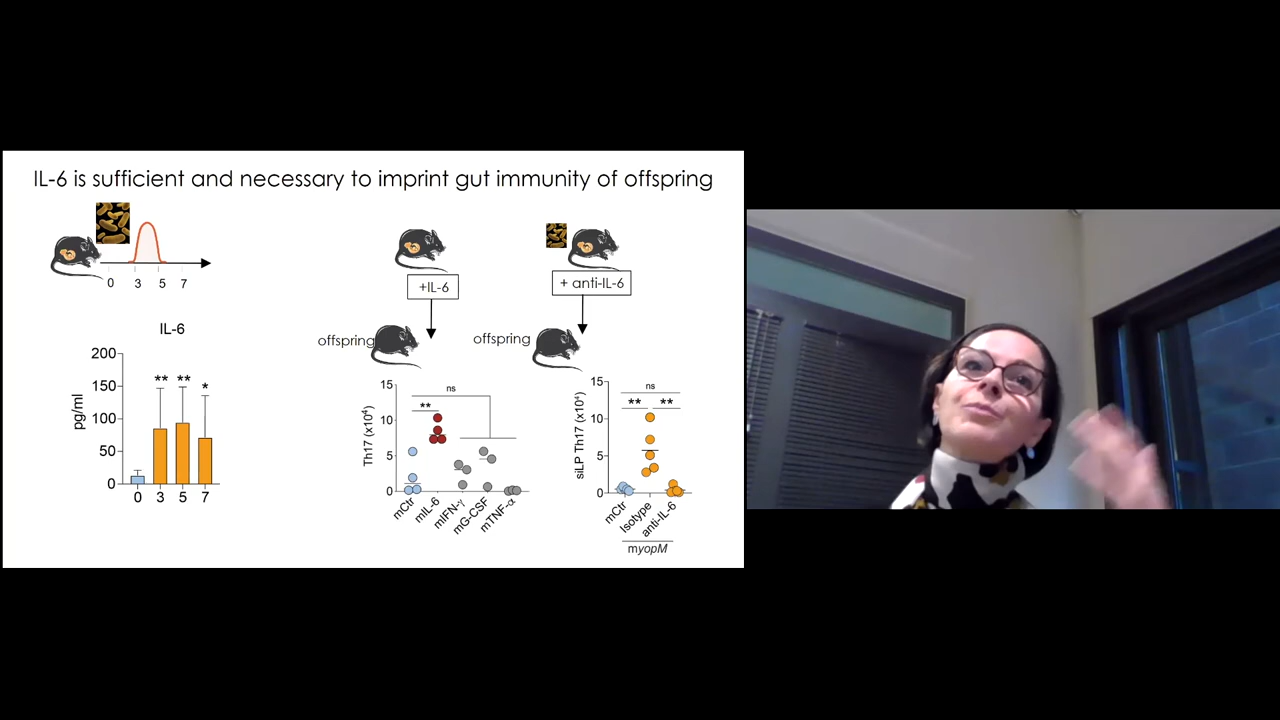 IL-6 is sufficient and necessary to imprint gut immunity of offspring
0 3 5 7
IL-6
200
150
100
50
0
pg/ml
** ** *
0 3 5 7
+IL-6
offspring
15
10
5
0
Th17 (x10⁴)
ns
**
mCtr
mIL-6
mIFN-γ
mG-CSF
mTNF-α
+ anti-IL-6
offspring
15
10
5
0
siLP Th17 (x10⁴)
ns
** **
mCtr
Isotype
anti-IL-6
myopM